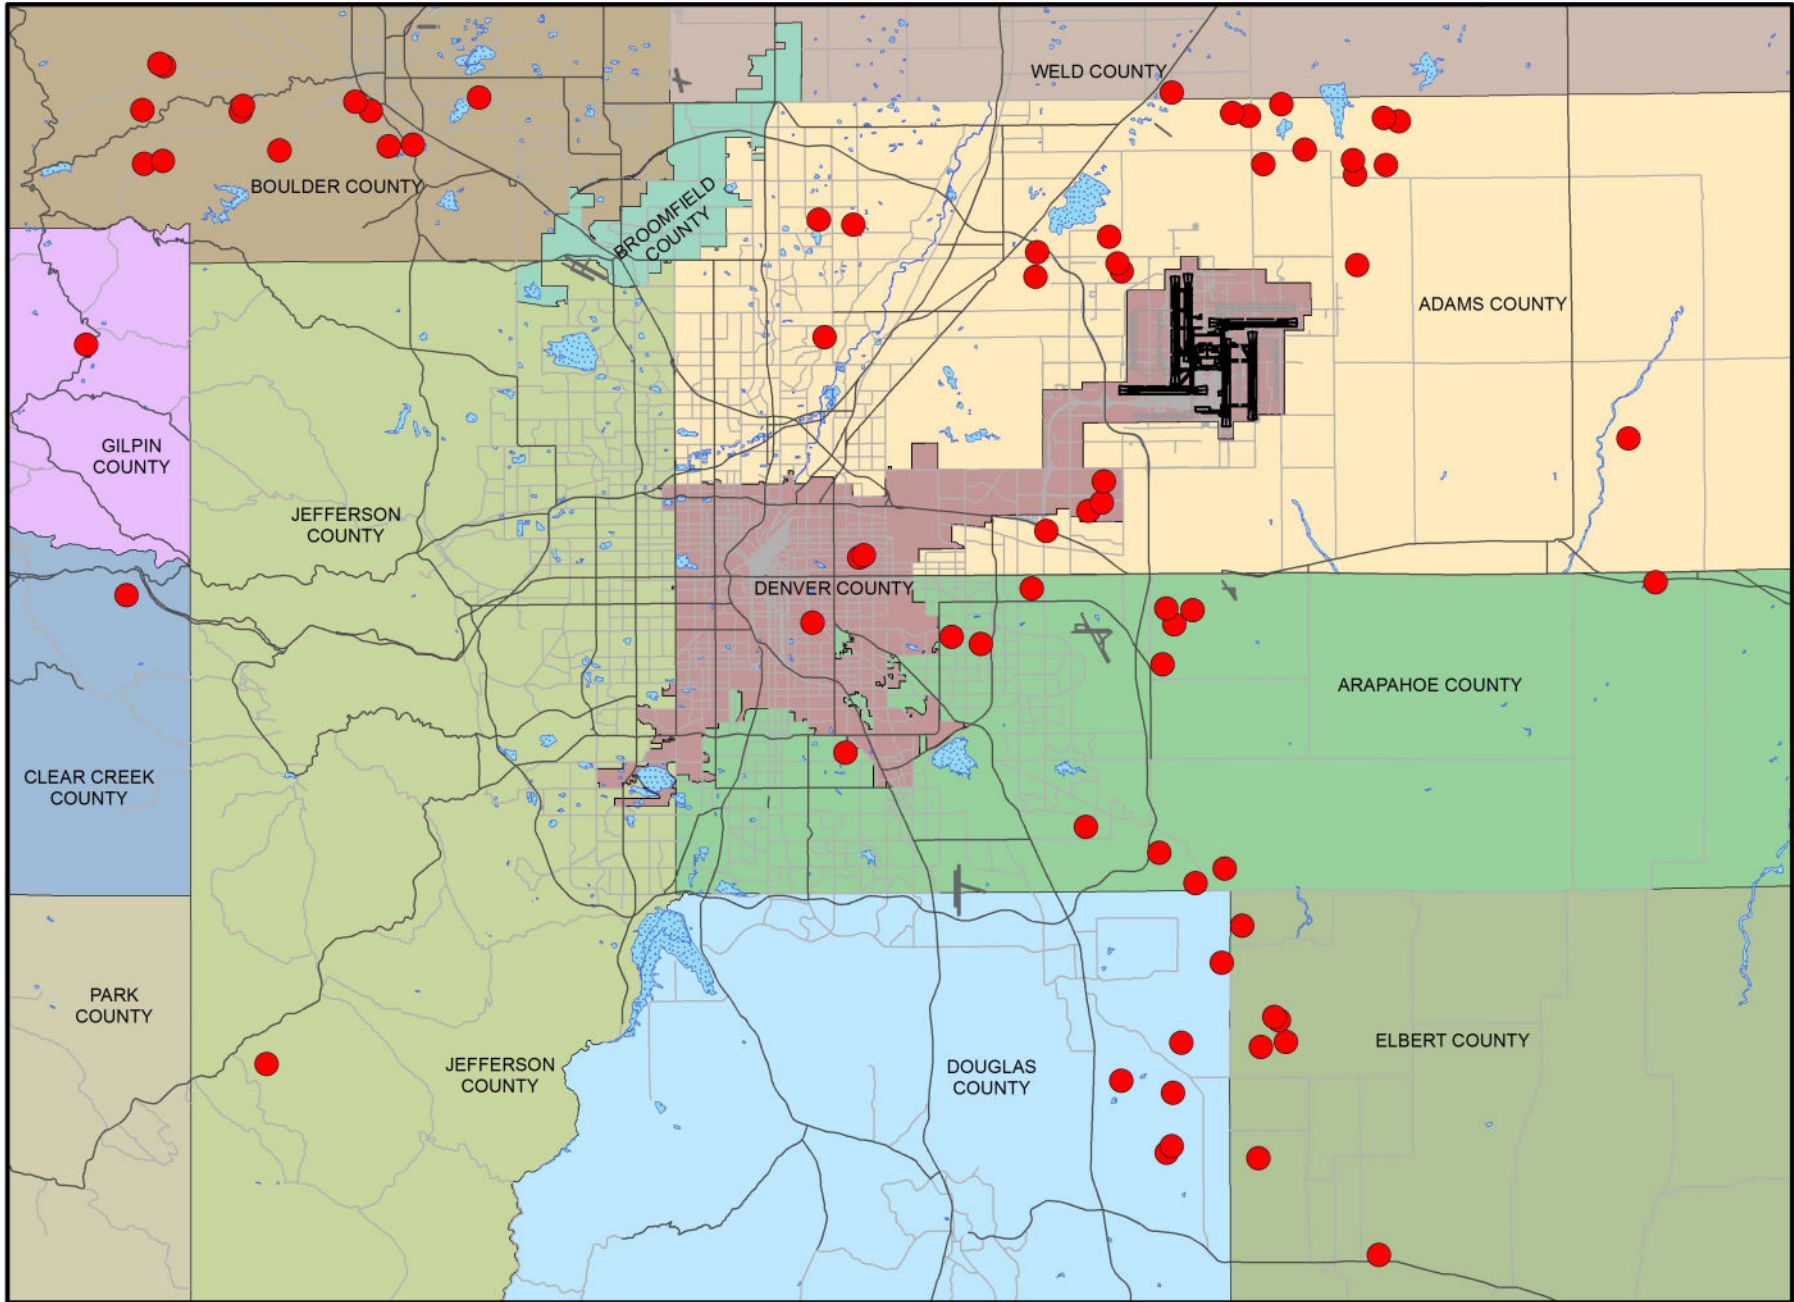 WELD COUNTY
BOULDER COUNTY
BROOMFIELD
COUNTY
ADAMS COUNTY
GILPIN
COUNTY
JEFFERSON
COUNTY
DENVER COUNTY
ARAPAHOE COUNTY
CLEAR CREEK
COUNTY
PARK
COUNTY
JEFFERSON
COUNTY
DOUGLAS
COUNTY
ELBERT COUNTY